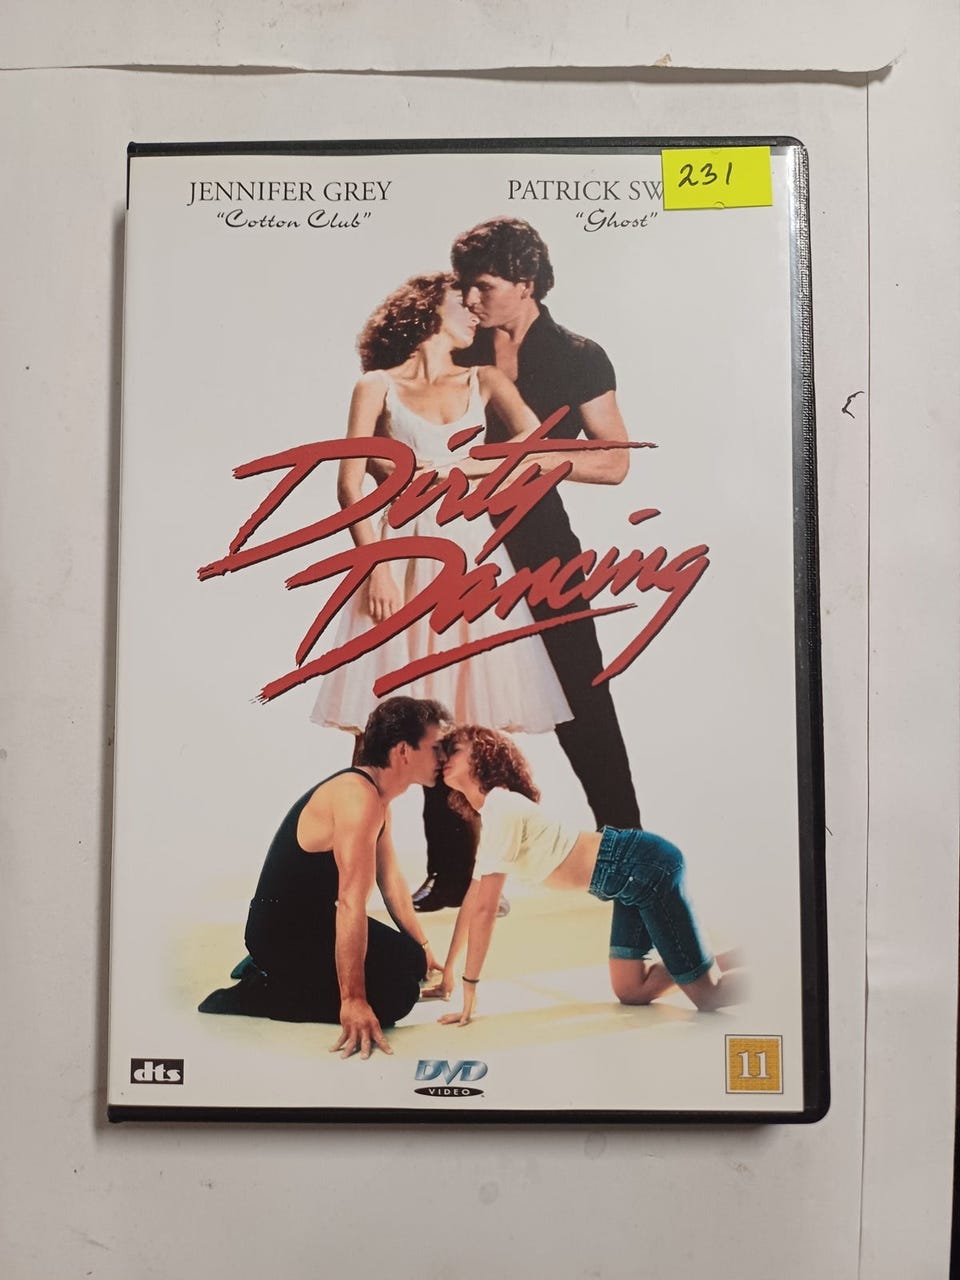 JENNIFER GREY
"Cotton Club"
PATRICK SW
"Ghost"
231
Dirty
Dancing
dts
DVD
VIDEO
11